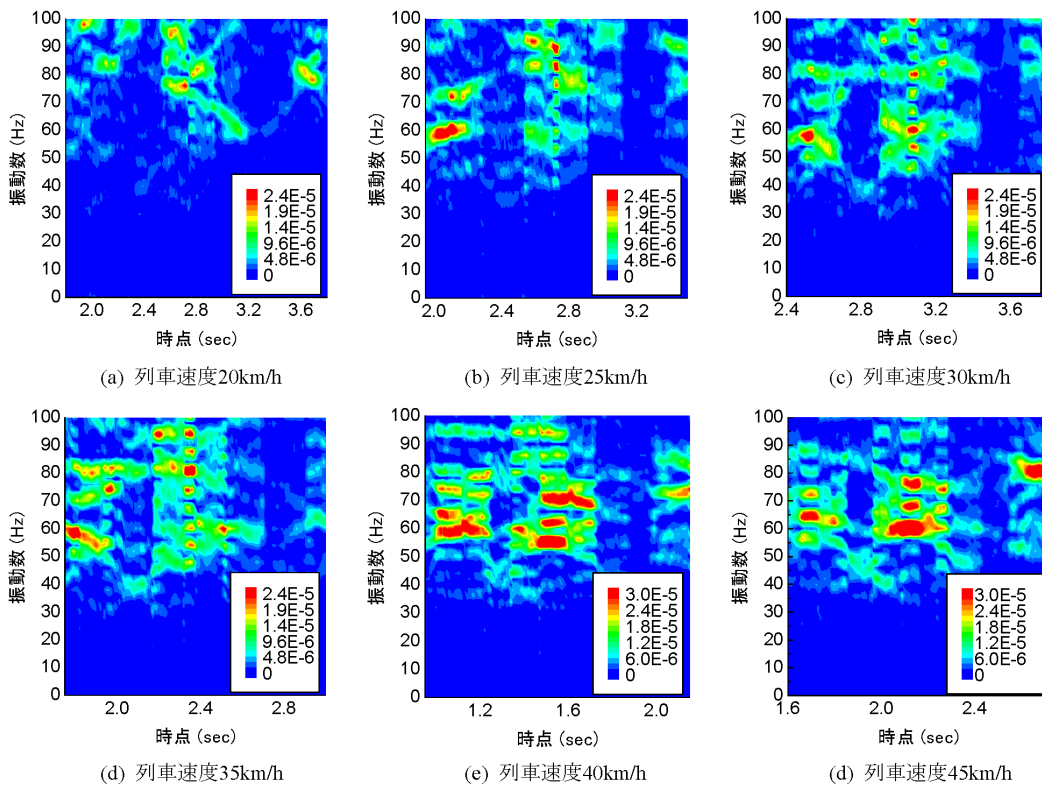 100
90
80
70
60
50
40
30
20
10
0
振動数 (Hz)
2.4E-5
1.9E-5
1.4E-5
9.6E-6
4.8E-6
0
2.0 2.4 2.8 3.2 3.6
時点 (sec)
(a) 列車速度20km/h
100
90
80
70
60
50
40
30
20
10
0
振動数 (Hz)
2.4E-5
1.9E-5
1.4E-5
9.6E-6
4.8E-6
0
2.0 2.4 2.8 3.2
時点 (sec)
(b) 列車速度25km/h
100
90
80
70
60
50
40
30
20
10
0
振動数 (Hz)
2.4E-5
1.9E-5
1.4E-5
9.6E-6
4.8E-6
0
2.4 2.8 3.2 3.6
時点 (sec)
(c) 列車速度30km/h
100
90
80
70
60
50
40
30
20
10
0
振動数 (Hz)
2.4E-5
1.9E-5
1.4E-5
9.6E-6
4.8E-6
0
2.0 2.4 2.8
時点 (sec)
(d) 列車速度35km/h
100
90
80
70
60
50
40
30
20
10
0
振動数 (Hz)
3.0E-5
2.4E-5
1.8E-5
1.2E-5
6.0E-6
0
1.2 1.6 2.0
時点 (sec)
(e) 列車速度40km/h
100
90
80
70
60
50
40
30
20
10
0
振動数 (Hz)
3.0E-5
2.4E-5
1.8E-5
1.2E-5
6.0E-6
0
1.6 2.0 2.4
時点 (sec)
(d) 列車速度45km/h